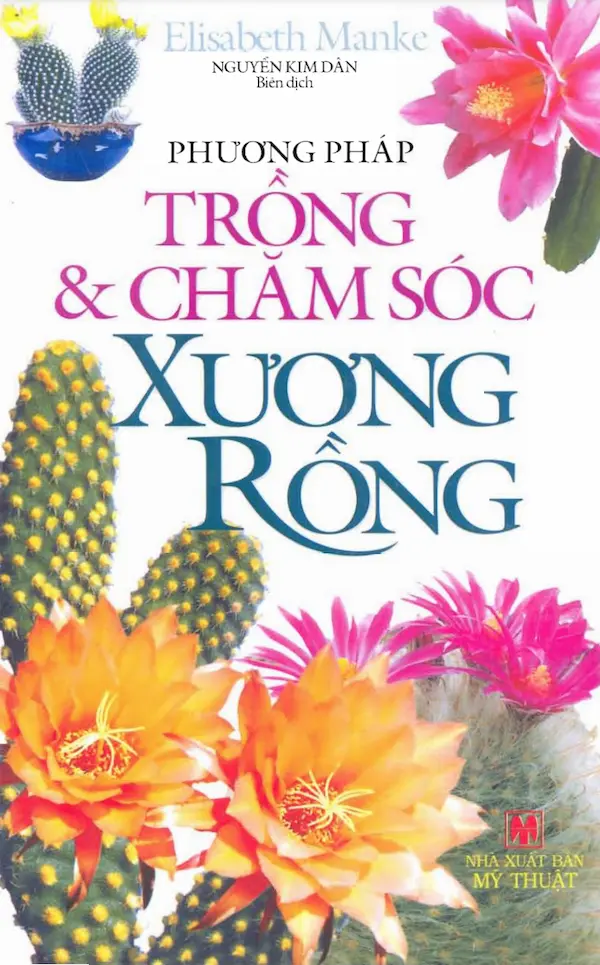 Elisabeth Manke
NGUYỄN KIM DÂN
Biên dịch
PHƯƠNG PHÁP
TRỒNG
& CHĂM SÓC
XƯƠNG
RỒNG
NHÀ XUẤT BẢN
MỸ THUẬT